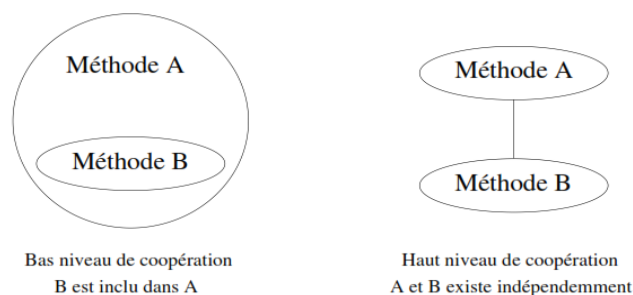 Méthode A
Méthode B
Bas niveau de coopération
B est inclu dans A
Méthode A
Méthode B
Haut niveau de coopération
A et B existe indépendemment